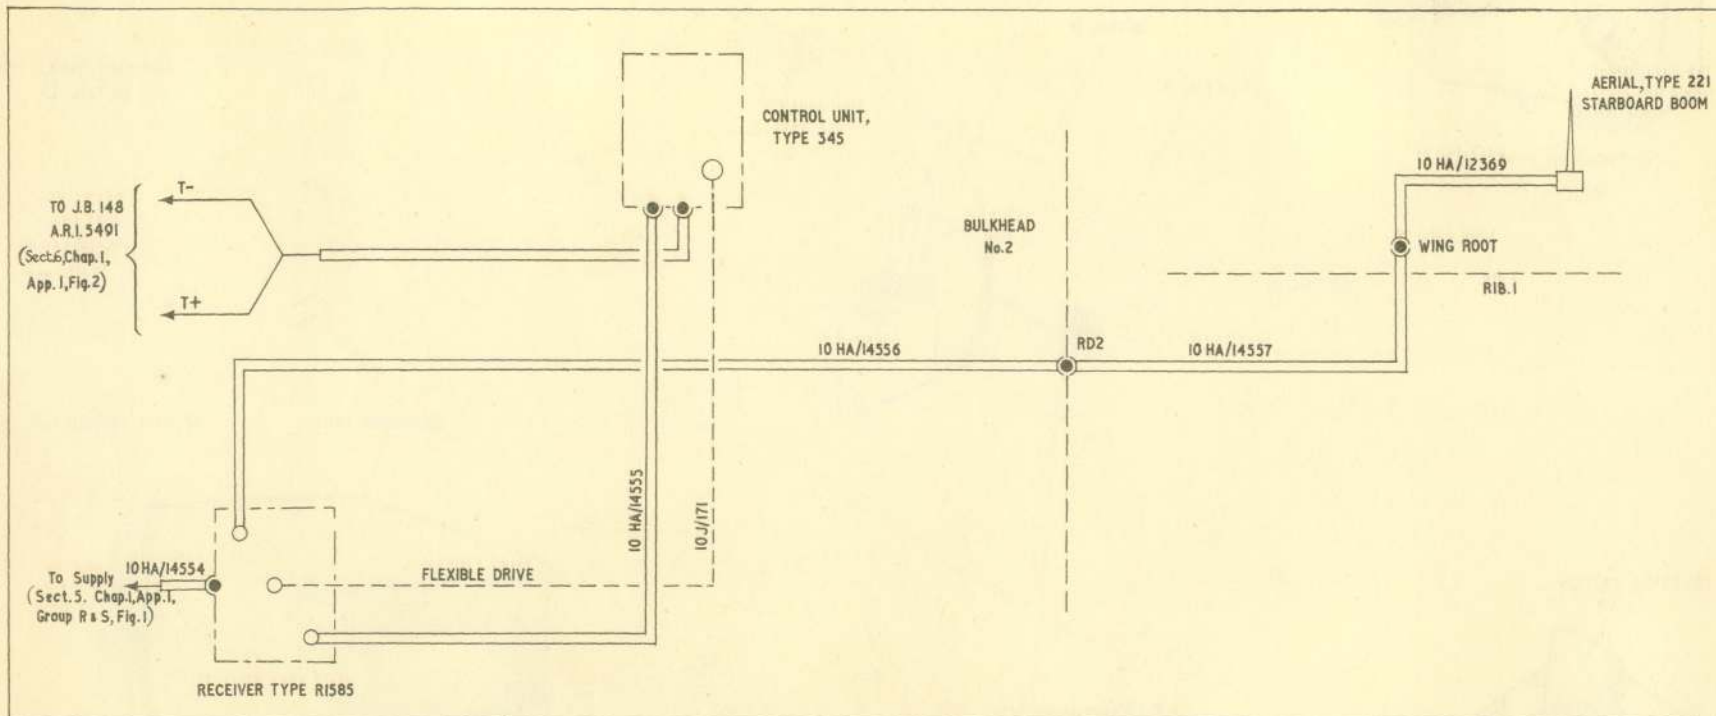 CONTROL UNIT,
TYPE 345
AERIAL, TYPE 221
STARBOARD BOOM
10 HA/12369
T-
TO J.B. 148
A.R.I. 5491
(Sect.6, Chap. 1,
App. 1, Fig. 2)
T+
BULKHEAD
No.2
WING ROOT
RIB.1
10 HA/14556
RD2
10 HA/14557
10 HA/14555
10J/171
10HA/14554
To Supply
(Sect. 5. Chap.1, App.1,
Group R & S, Fig.1)
FLEXIBLE DRIVE
RECEIVER TYPE R1585